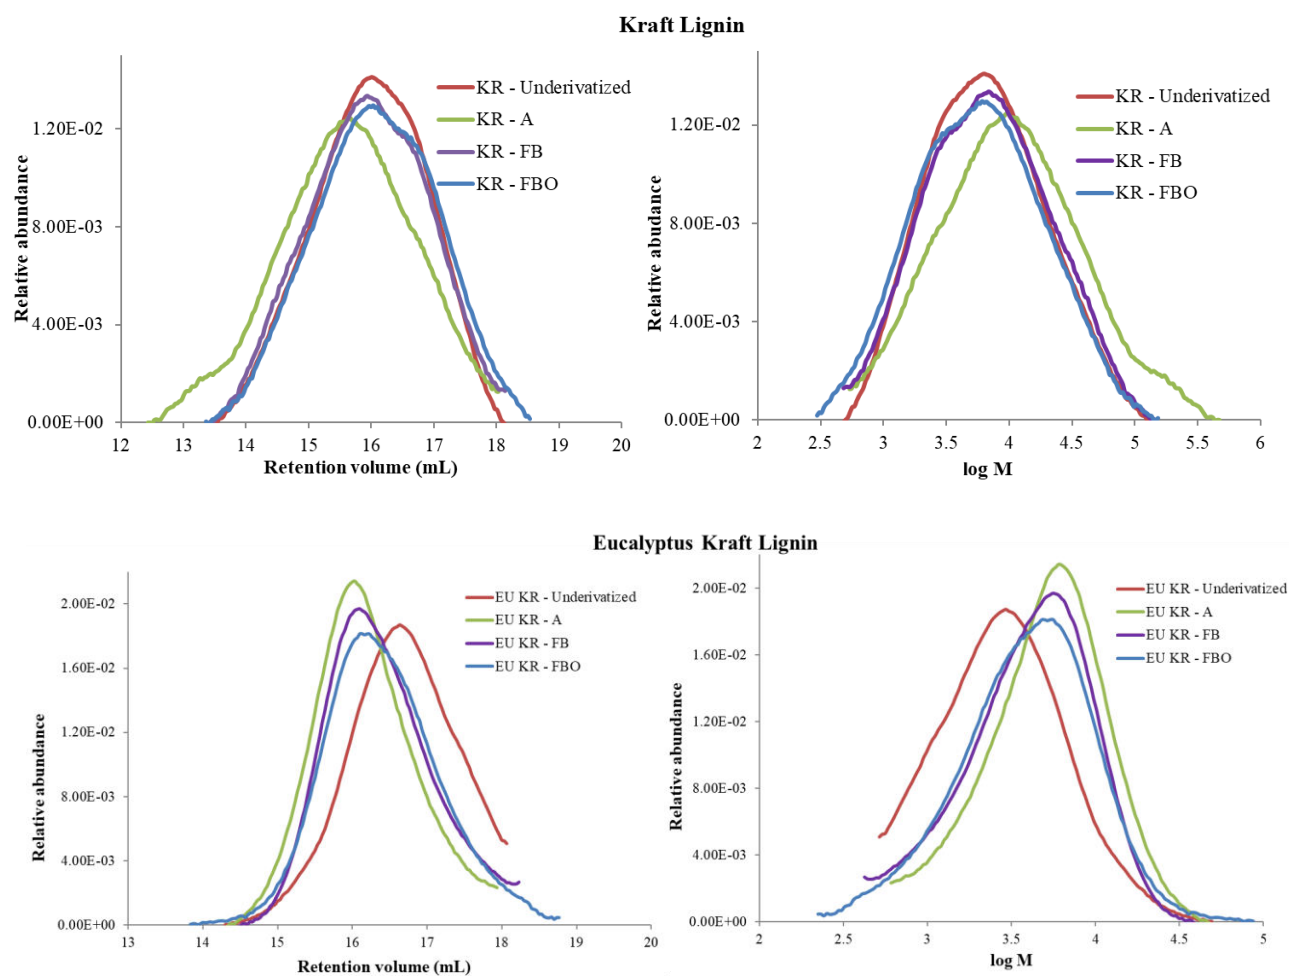 Kraft Lignin
KR - Underivatized
KR - A
KR - FB
KR - FBO
Relative abundance
1.20E-02
8.00E-03
4.00E-03
0.00E+00
12 13 14 15 16 17 18 19 20
Retention volume (mL)
KR - Underivatized
KR - A
KR - FB
KR - FBO
Relative abudance
1.20E-02
8.00E-03
4.00E-03
0.00E+00
2 2.5 3 3.5 4 4.5 5 5.5 6
log M
Eucalyptus Kraft Lignin
EU KR - Underivatized
EU KR - A
EU KR - FB
EU KR - FBO
Relative abundance
2.00E-02
1.60E-02
1.20E-02
8.00E-03
4.00E-03
0.00E+00
13 14 15 16 17 18 19 20
Retention volume (mL)
EU KR - Underivatized
EU KR - A
EU KR - FB
EU KR - FBO
Relative abundance
2.00E-02
1.60E-02
1.20E-02
8.00E-03
4.00E-03
0.00E+00
2 2.5 3 3.5 4 4.5 5
log M